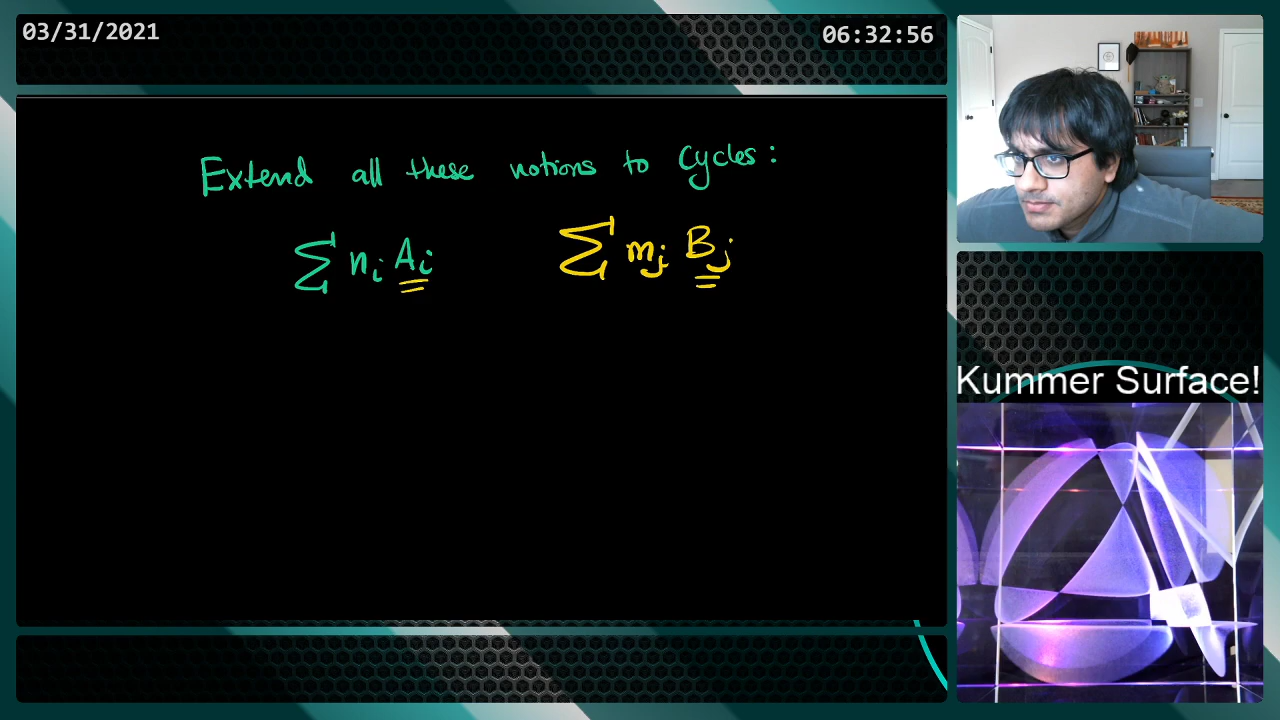 03/31/2021
06:32:56
Extend all these notions to Cycles:
∑ nᵢ Aᵢ ∑ mⱼ Bⱼ
Kummer Surface!